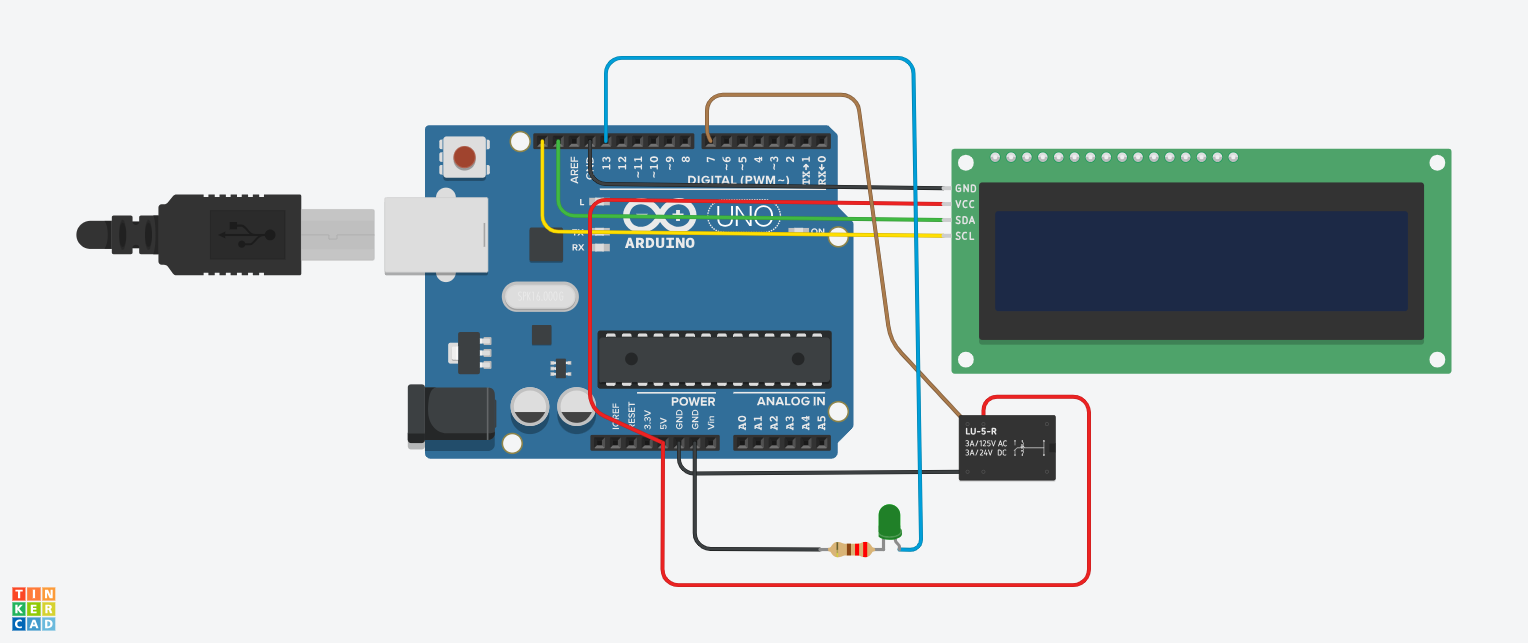 AREF
GND
13
12
~11
~10
~9
8
7
~6
~5
4
~3
2
TX→1
RX←0
DIGITAL (PWM~)
L
TX
RX
UNO
ARDUINO
ON
GND
VCC
SDA
SCL
POWER
ANALOG IN
IOREF
RESET
3.3V
5V
GND
GND
Vin
A0
A1
A2
A3
A4
A5
LU-5-R
3A/125V AC
3A/24V DC
TIN
KER
CAD